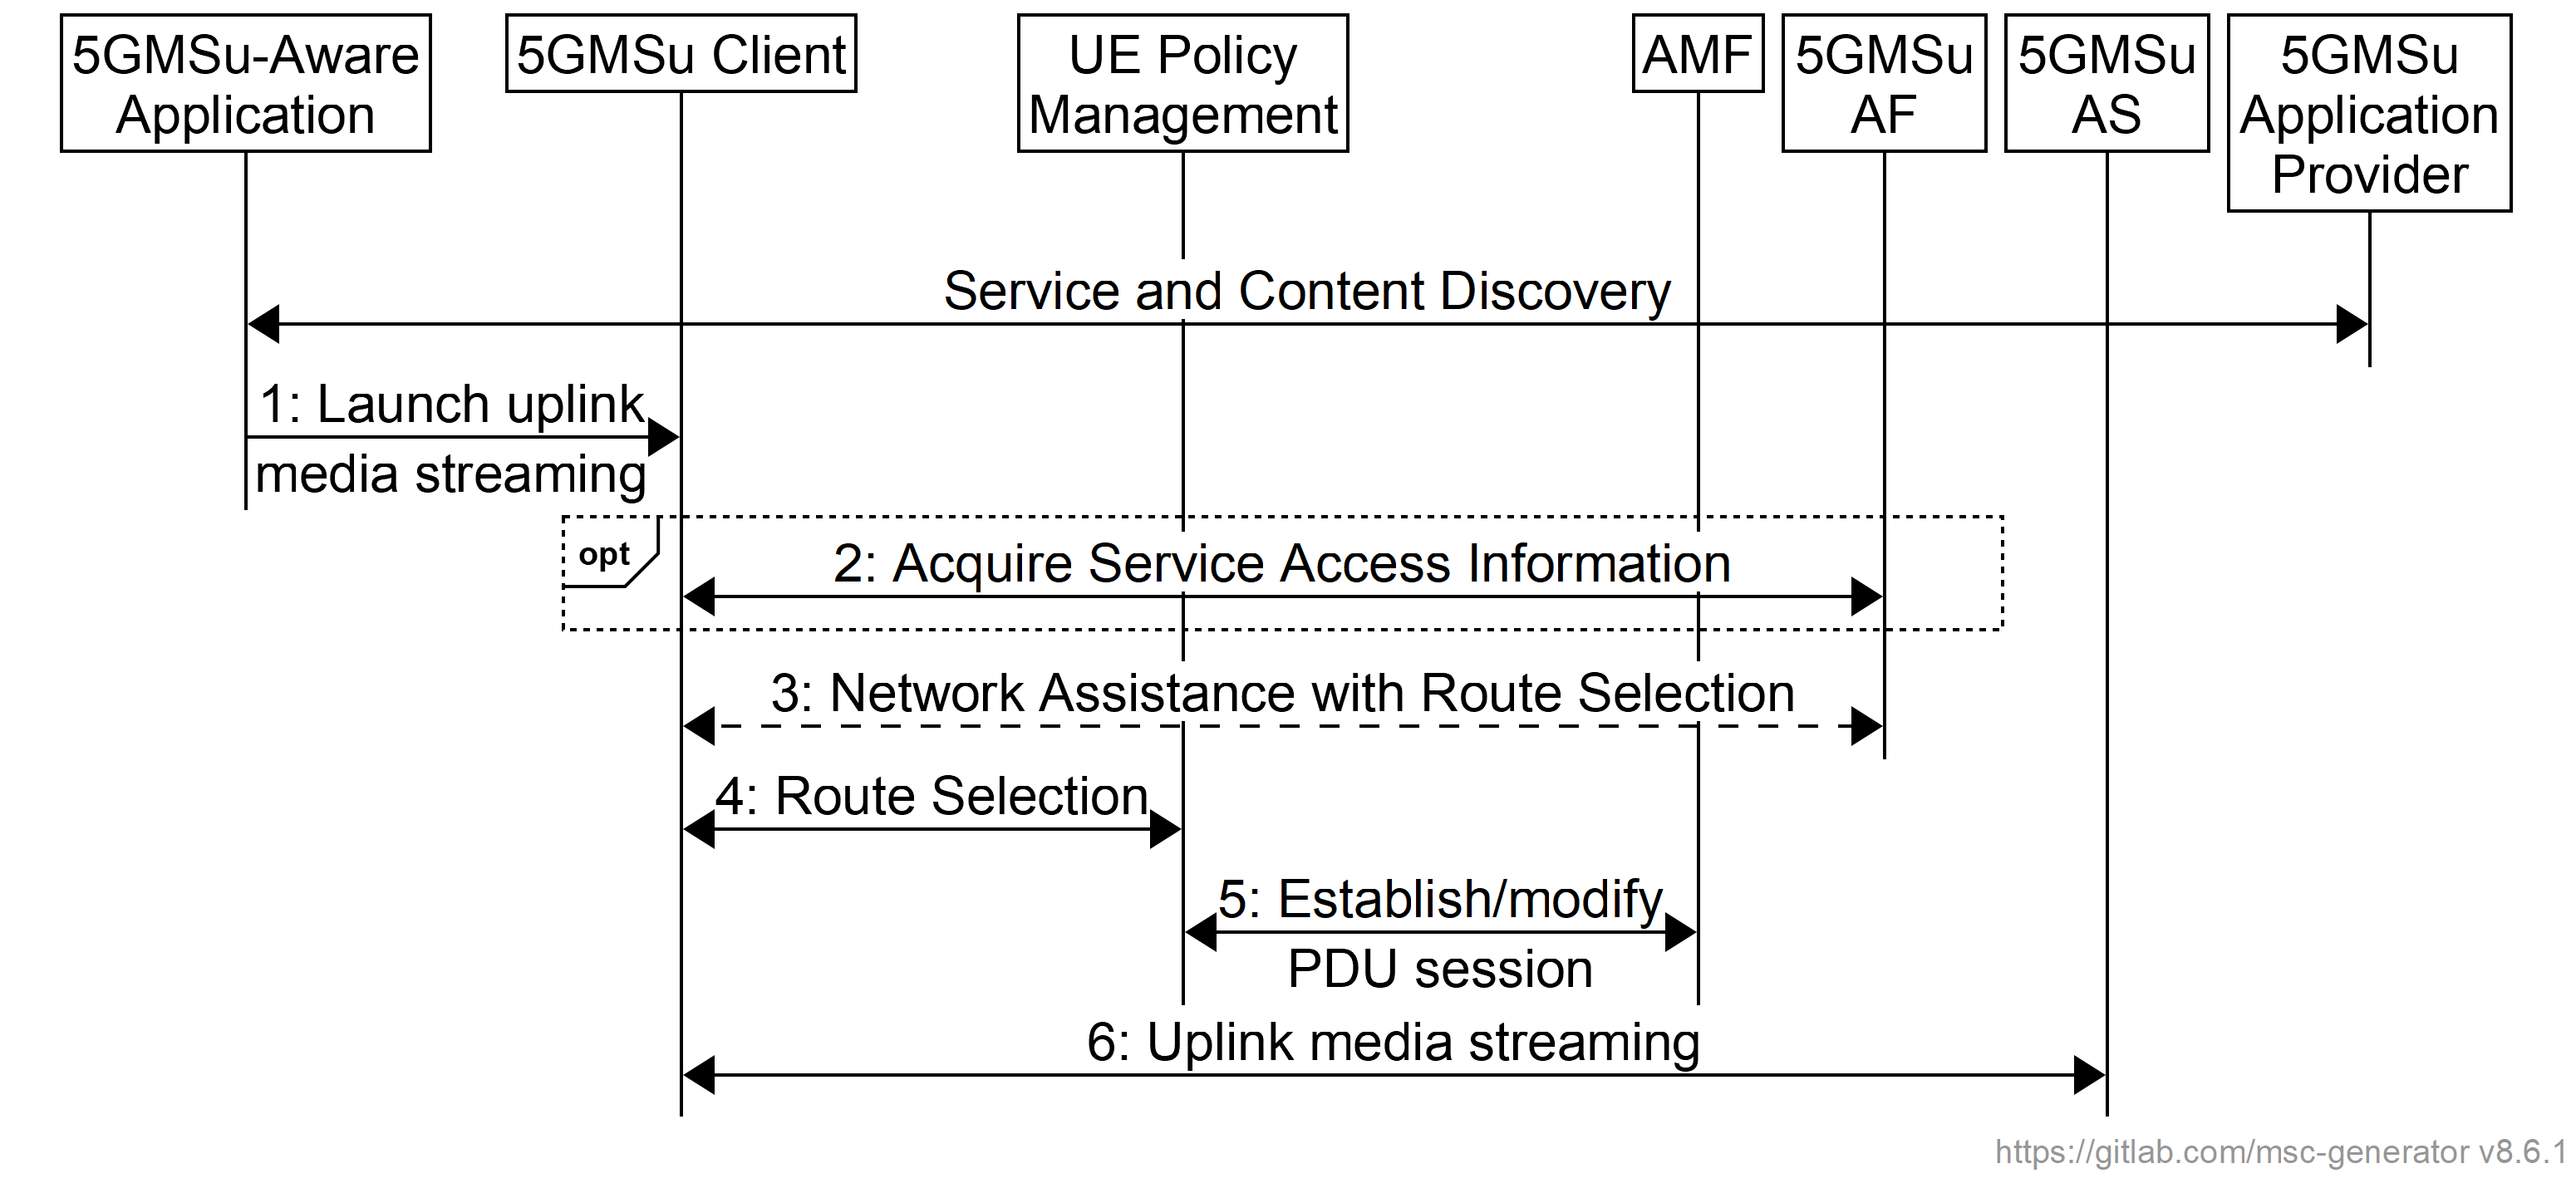 5GMSu-Aware
Application
5GMSu Client
UE Policy
Management
AMF
5GMSu
AF
5GMSu
AS
5GMSu
Application
Provider
Service and Content Discovery
1: Launch uplink
media streaming
opt
2: Acquire Service Access Information
3: Network Assistance with Route Selection
4: Route Selection
5: Establish/modify
PDU session
6: Uplink media streaming
https://gitlab.com/msc-generator v8.6.1